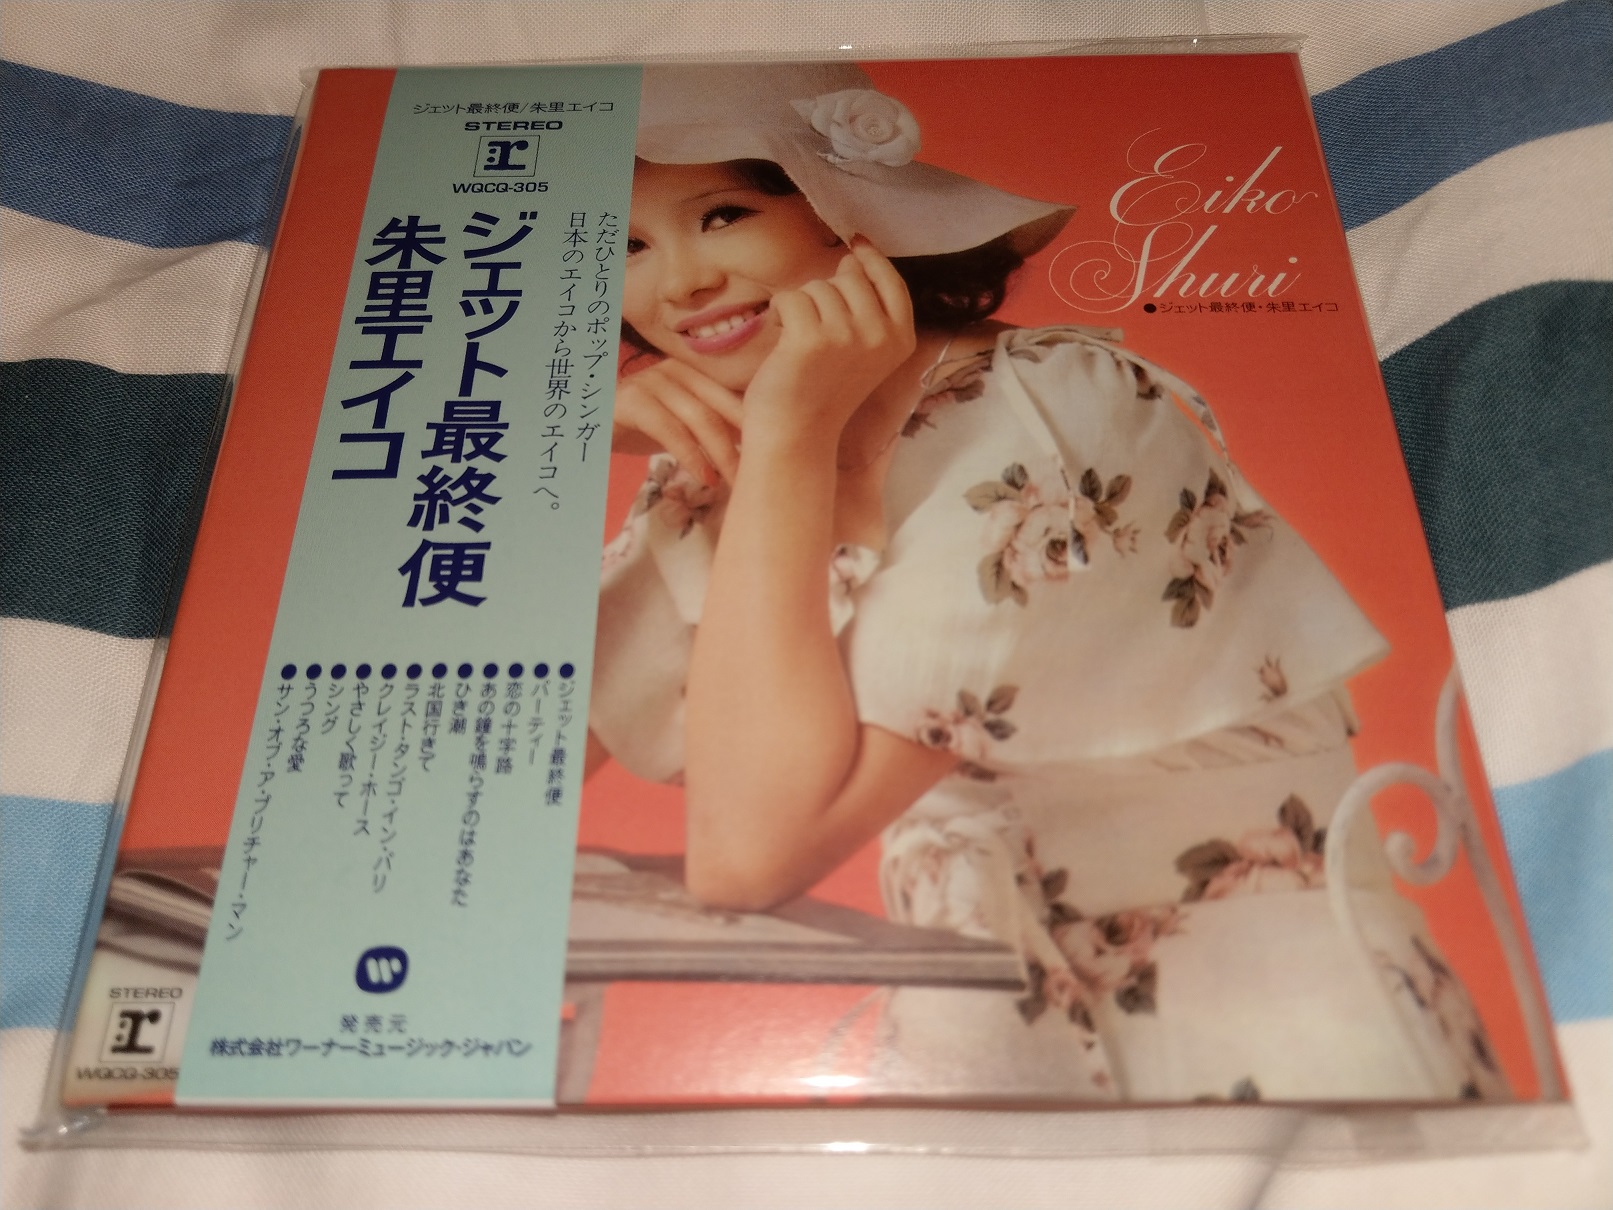 ジェット最終便/朱里エイコ
STEREO
r
WQCQ-305
ただひとりのポップ・シンガー
日本のエイコから世界のエイコへ。
ジェット最終便
朱里エイコ
●ジェット最終便
●パーティー
●恋の十字路
●あの鐘を鳴らすのはあなた
●ひき潮
●北国行きで
●ラスト・タンゴ・イン・パリ
●クレイジー・ホース
●やさしく歌って
●シング
●うつろな愛
●サン・オブ・ア・プリチャー・マン
発売元
株式会社ワーナーミュージック・ジャパン
STEREO
r
WQCQ-305
Eiko
Shuri
●ジェット最終便・朱里エイコ